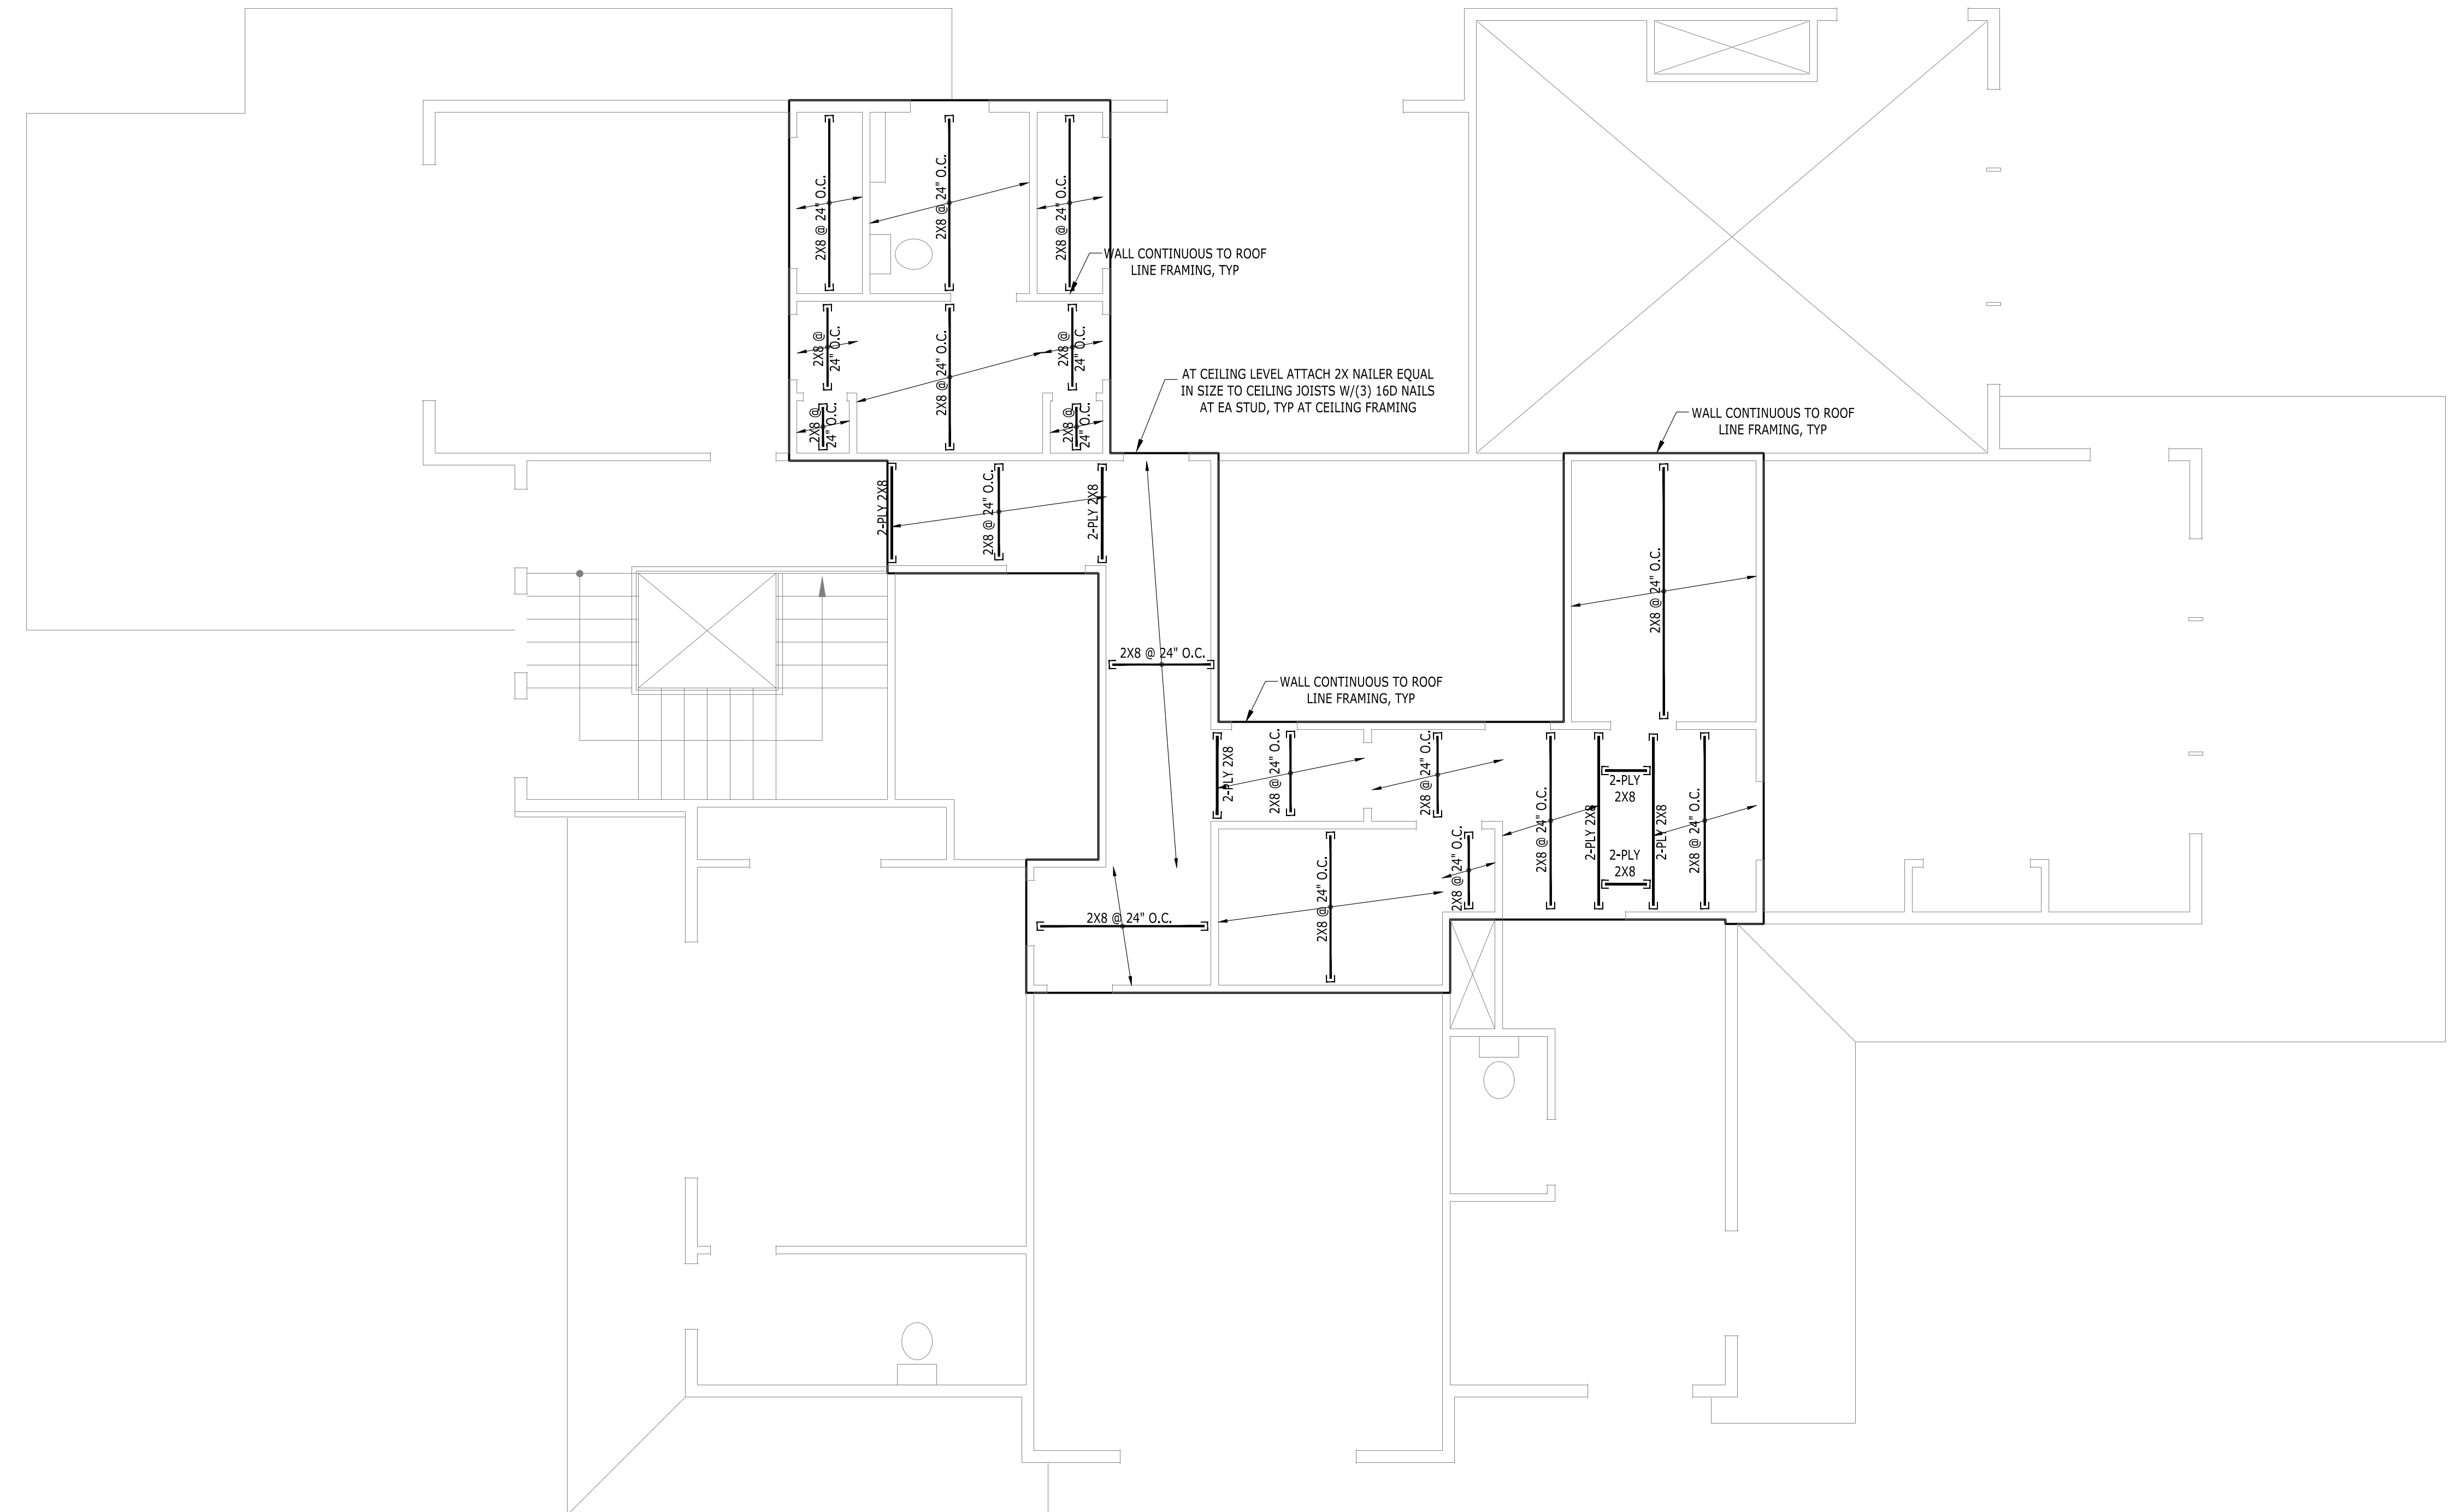 2X8 @ 24" O.C.
2X8 @ 24" O.C.
2X8 @ 24" O.C.
WALL CONTINUOUS TO ROOF
LINE FRAMING, TYP
2X8 @
24" O.C.
2X8 @ 24" O.C.
2X8 @
24" O.C.
AT CEILING LEVEL ATTACH 2X NAILER EQUAL
IN SIZE TO CEILING JOISTS W/(3) 16D NAILS
AT EA STUD, TYP AT CEILING FRAMING
2X8 @
24" O.C.
2X8 @
24" O.C.
WALL CONTINUOUS TO ROOF
LINE FRAMING, TYP
2-PLY 2X8
2X8 @ 24" O.C.
2-PLY 2X8
2X8 @ 24" O.C.
2X8 @ 24" O.C.
WALL CONTINUOUS TO ROOF
LINE FRAMING, TYP
2-PLY 2X8
2X8 @ 24" O.C.
2X8 @ 24" O.C.
2X8 @ 24" O.C.
2-PLY 2X8
2-PLY
2X8
2-PLY 2X8
2X8 @ 24" O.C.
2-PLY
2X8
2X8 @ 24" O.C.
2X8 @ 24" O.C.
2X8 @ 24" O.C.